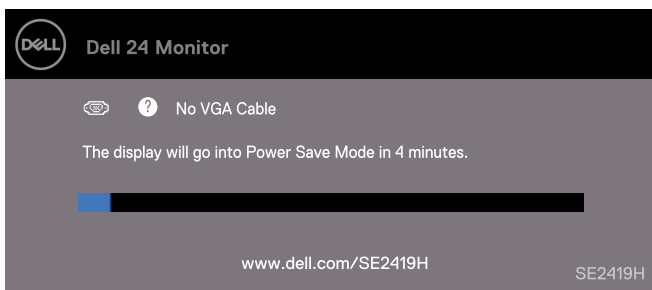 DELL
Dell 24 Monitor
? No VGA Cable
The display will go into Power Save Mode in 4 minutes.
www.dell.com/SE2419H
SE2419H